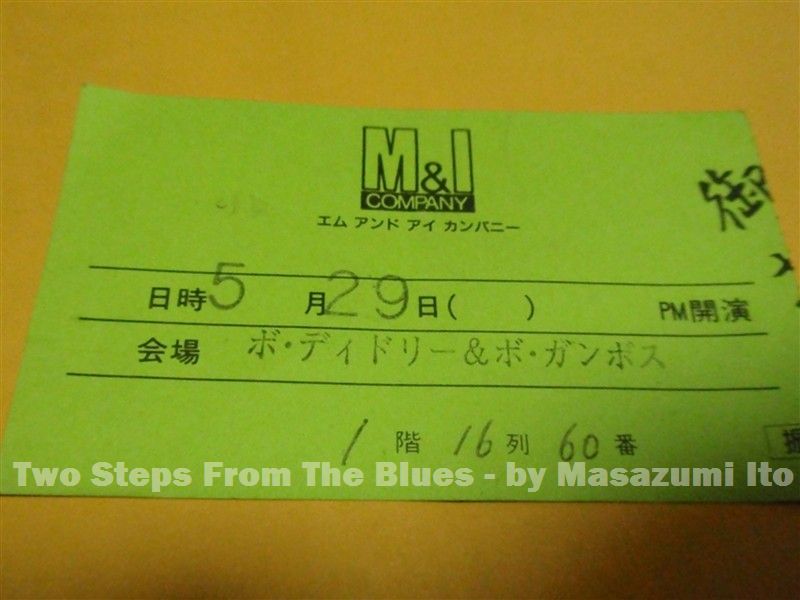 M&I
COMPANY
エム アンド アイ カンパニー
御
日時 5 月 29 日 ( ) PM開演
会場 ボ・ディドリー&ボ・ガンボス
1 階 16 列 60 番
Two Steps From The Blues - by Masazumi Ito